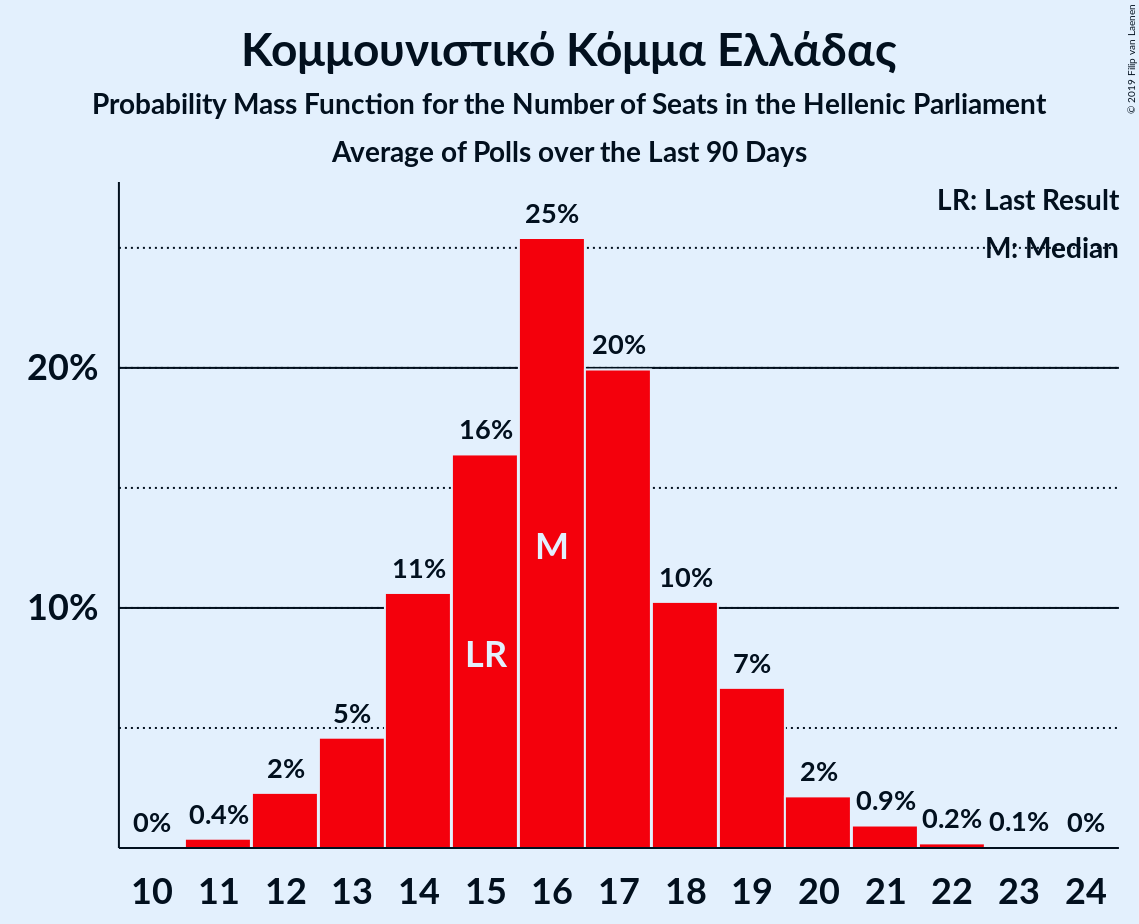 Κομμουνιστικό Κόμμα Ελλάδας
Probability Mass Function for the Number of Seats in the Hellenic Parliament
Average of Polls over the Last 90 Days
© 2019 Filip van Laenen
LR: Last Result
M: Median
20%
10%
0%
0.4%
2%
5%
11%
16%
25%
20%
10%
7%
2%
0.9%
0.2%
0.1%
0%
LR
M
10 11 12 13 14 15 16 17 18 19 20 21 22 23 24